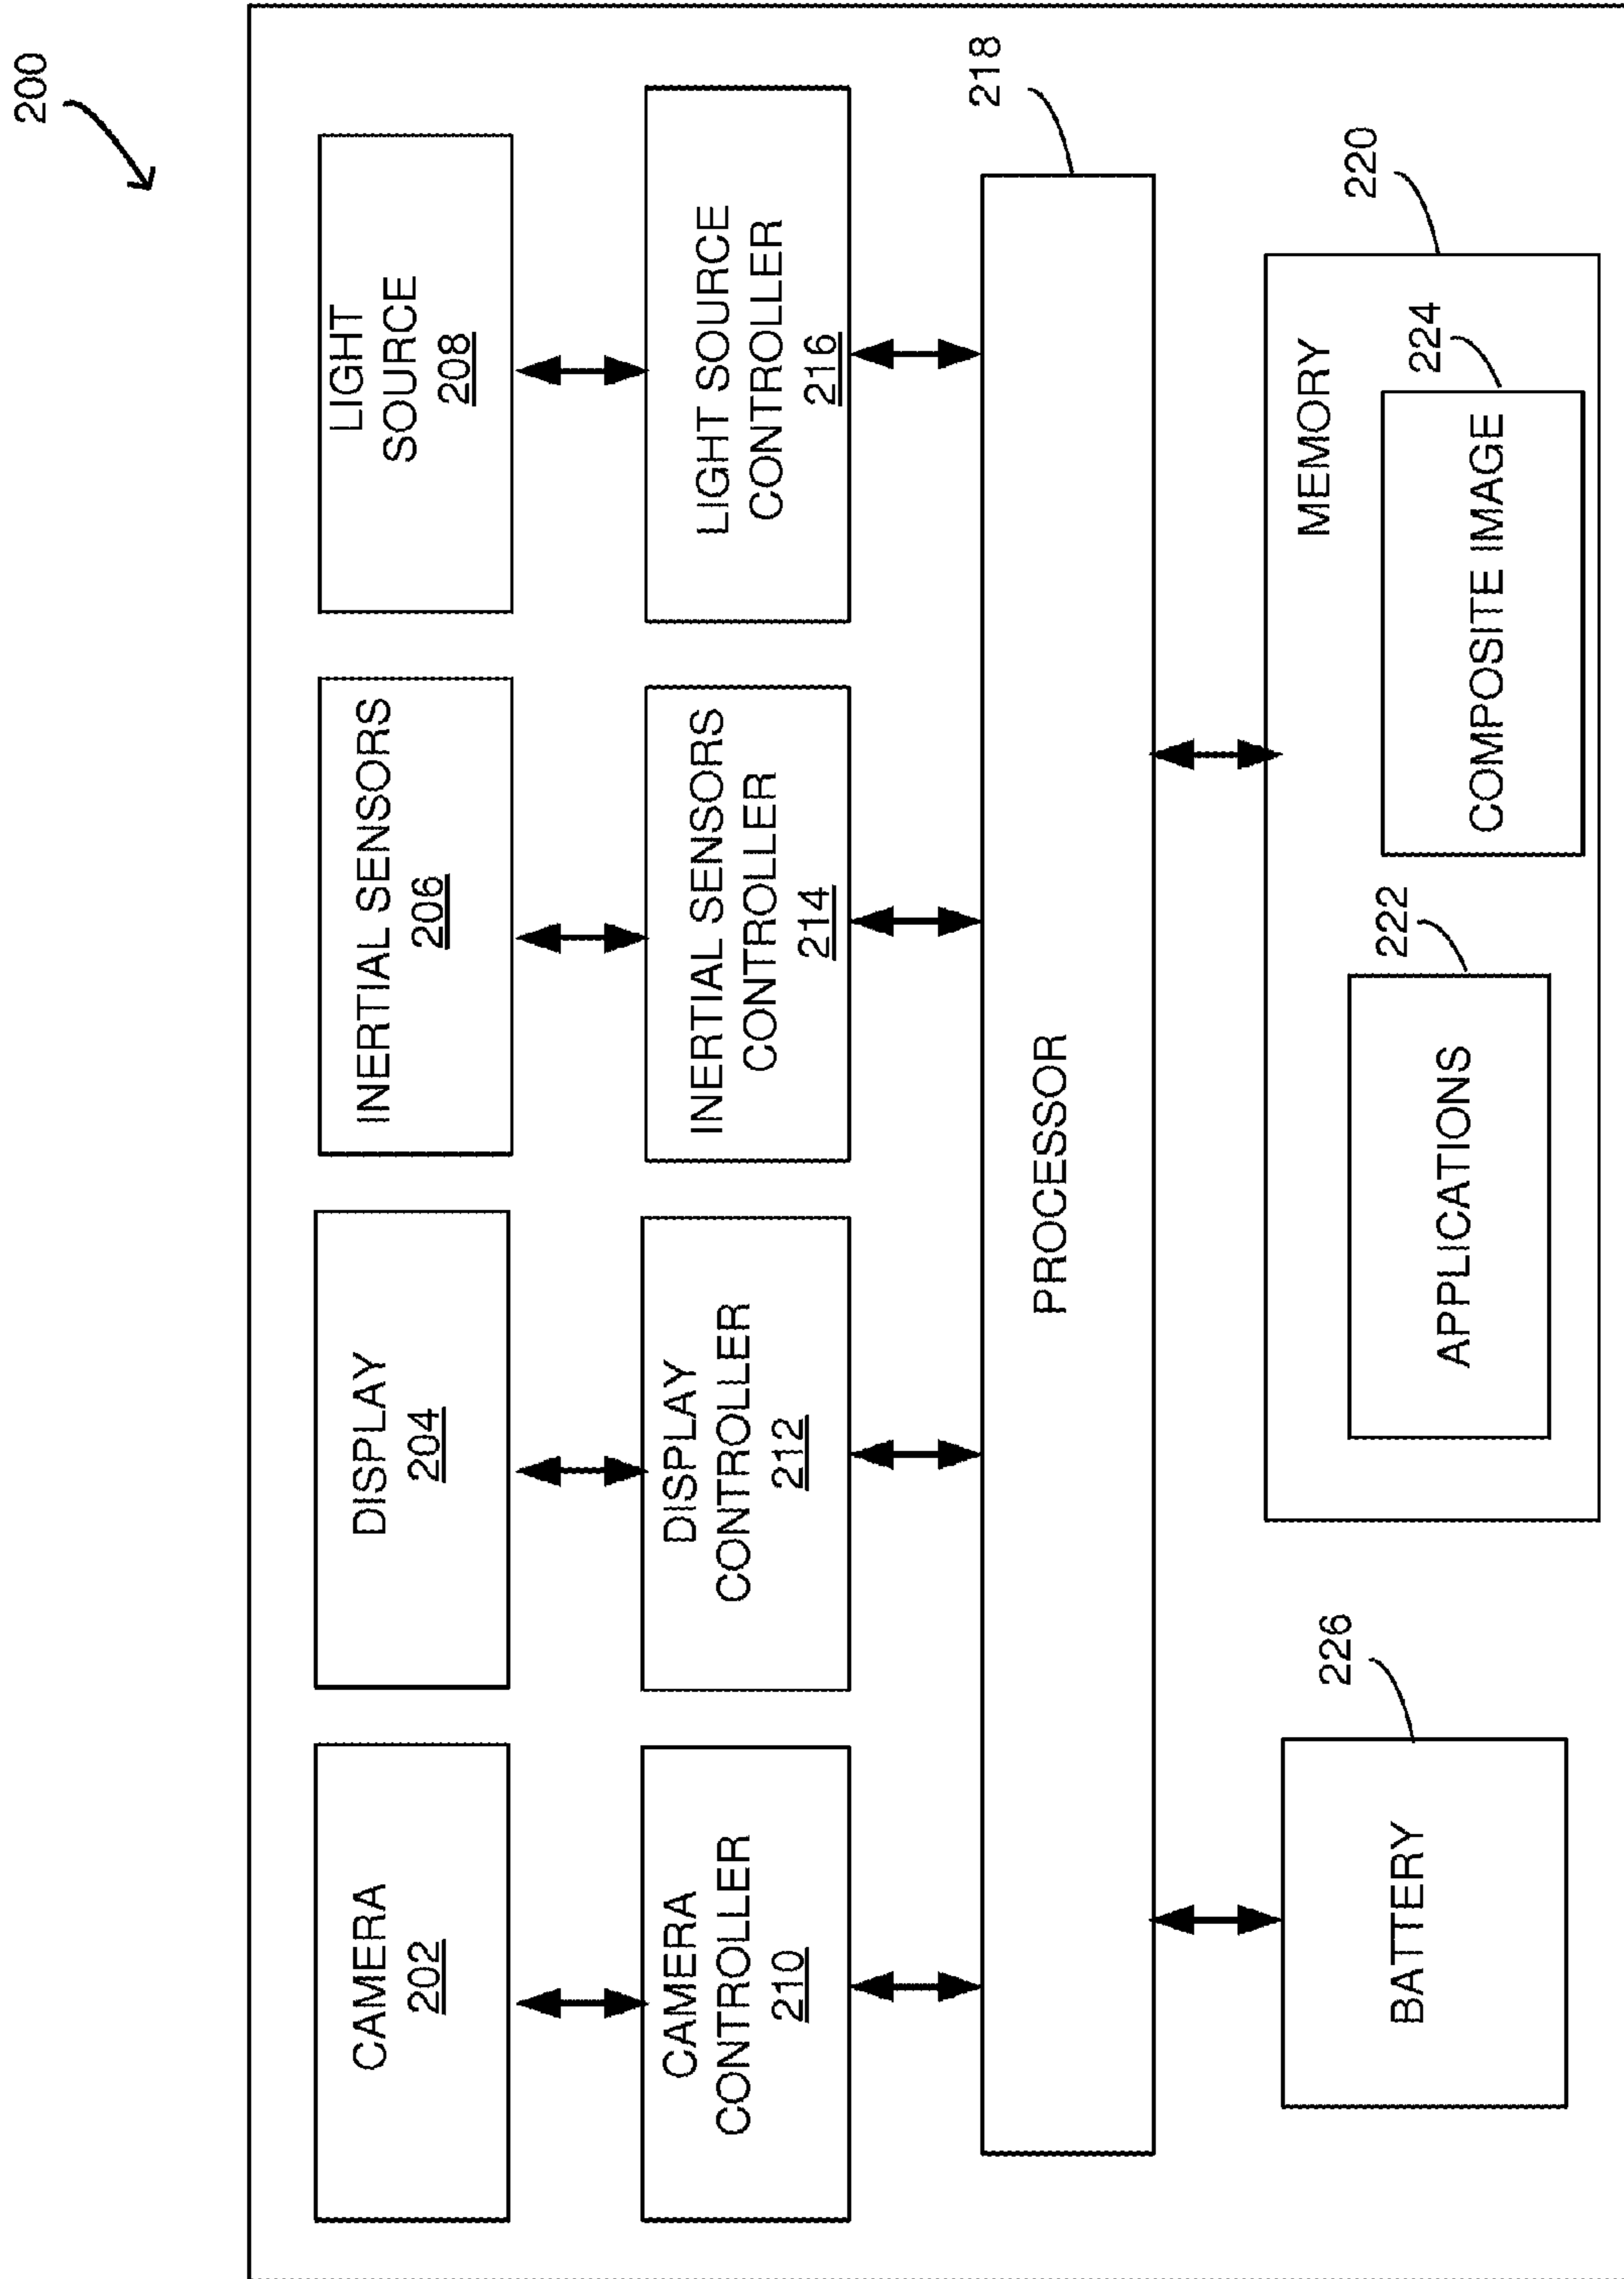 200
CAMERA
202
DISPLAY
204
INERTIAL SENSORS
206
LIGHT
SOURCE
208
CAMERA
CONTROLLER
210
DISPLAY
CONTROLLER
212
INERTIAL SENSORS
CONTROLLER
214
LIGHT SOURCE
CONTROLLER
216
218
PROCESSOR
226
BATTERY
220
MEMORY
222
APPLICATIONS
224
COMPOSITE IMAGE